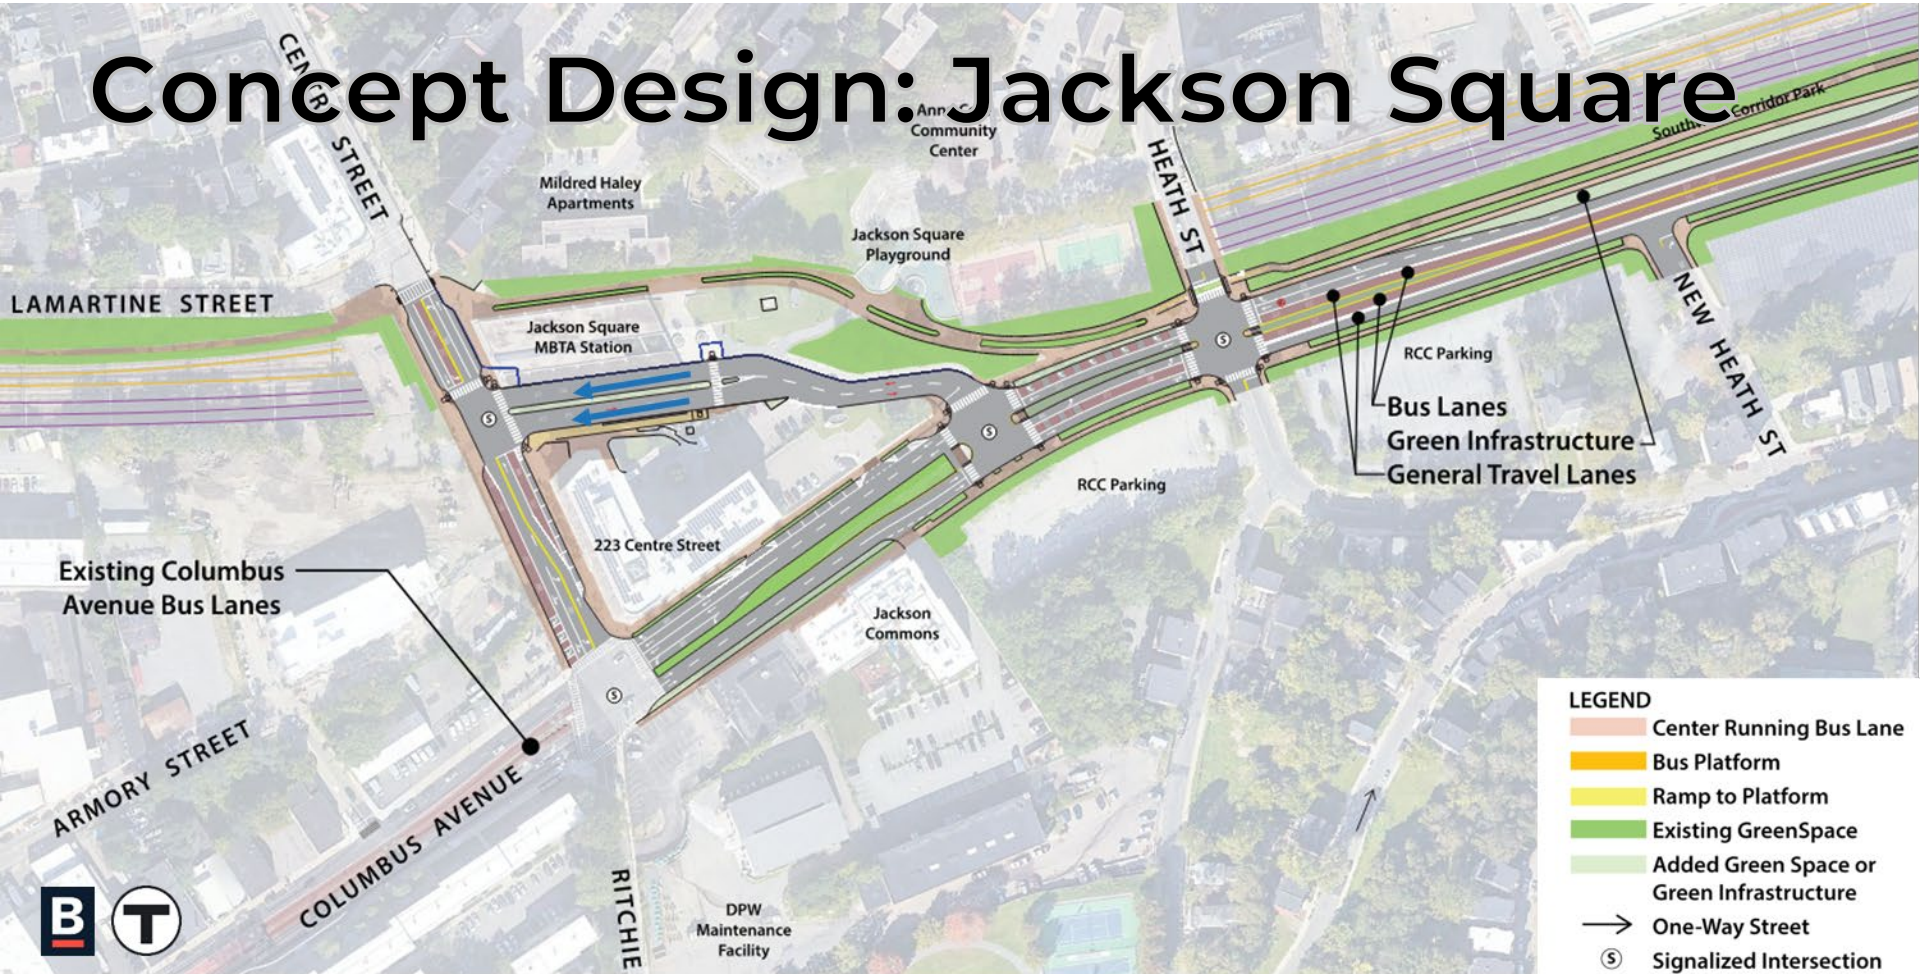 Concept Design: Jackson Square
CENTRE STREET
Community
Center
Corridor Park
HEATH ST
Mildred Haley
Apartments
Jackson Square
Playground
LAMARTINE STREET
Jackson Square
MBTA Station
S
S
S
RCC Parking
NEW HEATH ST
Bus Lanes
Green Infrastructure
General Travel Lanes
RCC Parking
223 Centre Street
Existing Columbus
Avenue Bus Lanes
Jackson
Commons
S
ARMORY STREET
COLUMBUS AVENUE
RITCHIE
DPW
Maintenance
Facility
B
T
LEGEND
Center Running Bus Lane
Bus Platform
Ramp to Platform
Existing GreenSpace
Added Green Space or
Green Infrastructure
One-Way Street
S Signalized Intersection